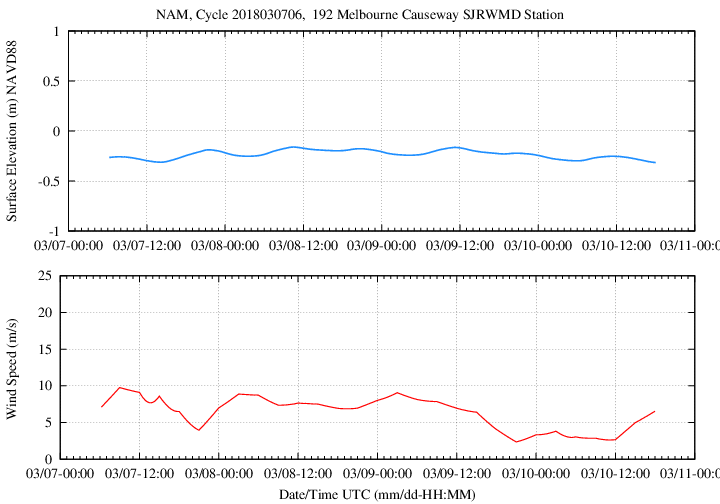 NAM, Cycle 2018030706,  192 Melbourne Causeway SJRWMD Station
Surface Elevation (m) NAVD88
1
0.5
0
-0.5
-1
03/07-00:00 03/07-12:00 03/08-00:00 03/08-12:00 03/09-00:00 03/09-12:00 03/10-00:00 03/10-12:00 03/11-00:0
Wind Speed (m/s)
25
20
15
10
5
0
03/07-00:00 03/07-12:00 03/08-00:00 03/08-12:00 03/09-00:00 03/09-12:00 03/10-00:00 03/10-12:00 03/11-00:0
Date/Time UTC (mm/dd-HH:MM)